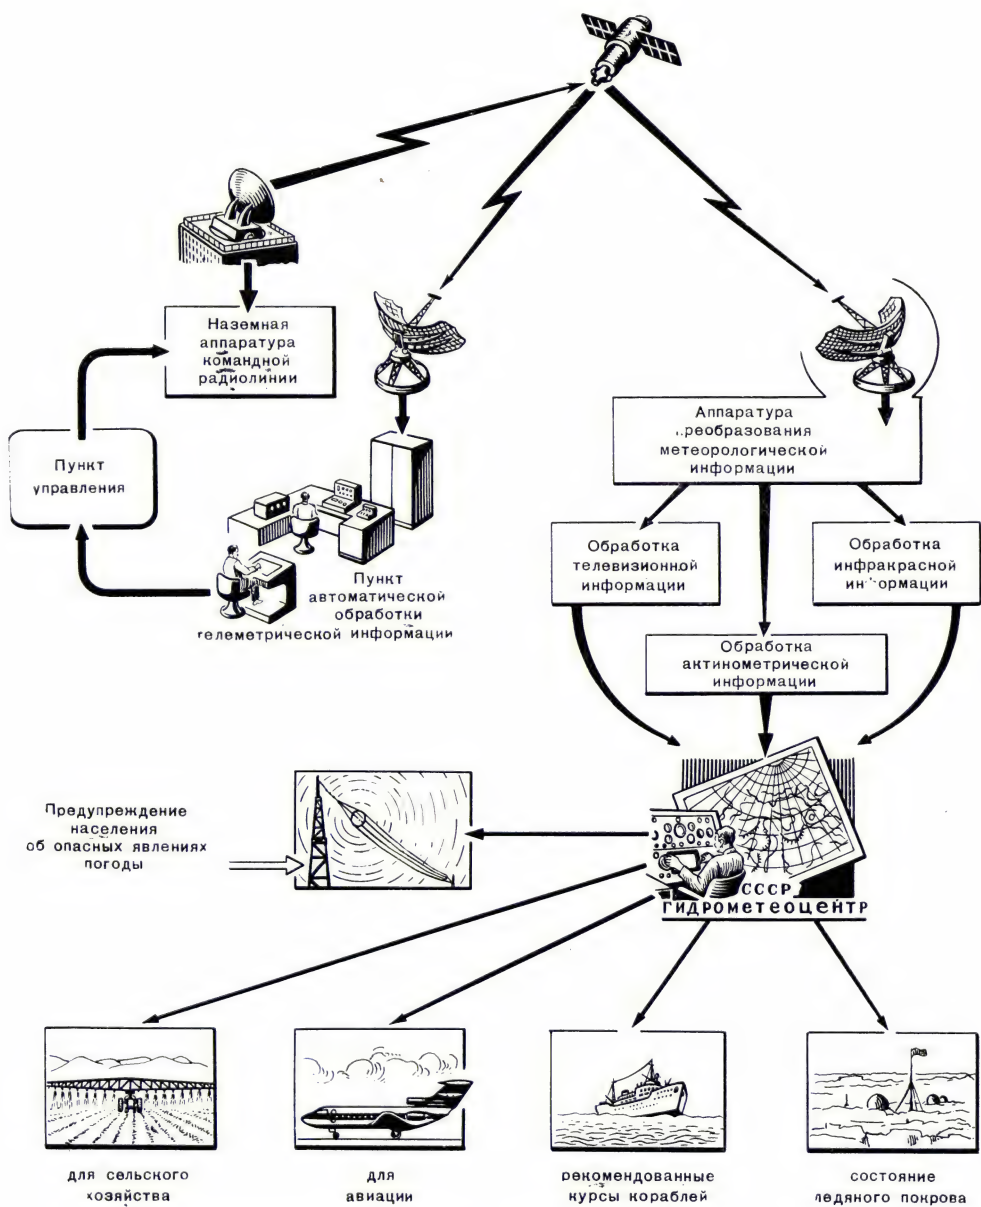 Наземная
аппаратура
командной
радиолинии
Пункт
управления
Пункт
автоматической
обработки
телеметрической информации
Аппаратура
преобразования
метеорологической
информации
Обработка
телевизионной
информации
Обработка
инфракрасной
информации
Обработка
актинометрической
информации
Предупреждение
населения
об опасных явлениях
погоды
СССР
ГИДРОМЕТЕОЦЕНТР
для сельского
хозяйства
для
авиации
рекомендованные
курсы кораблей
состояние
ледяного покрова